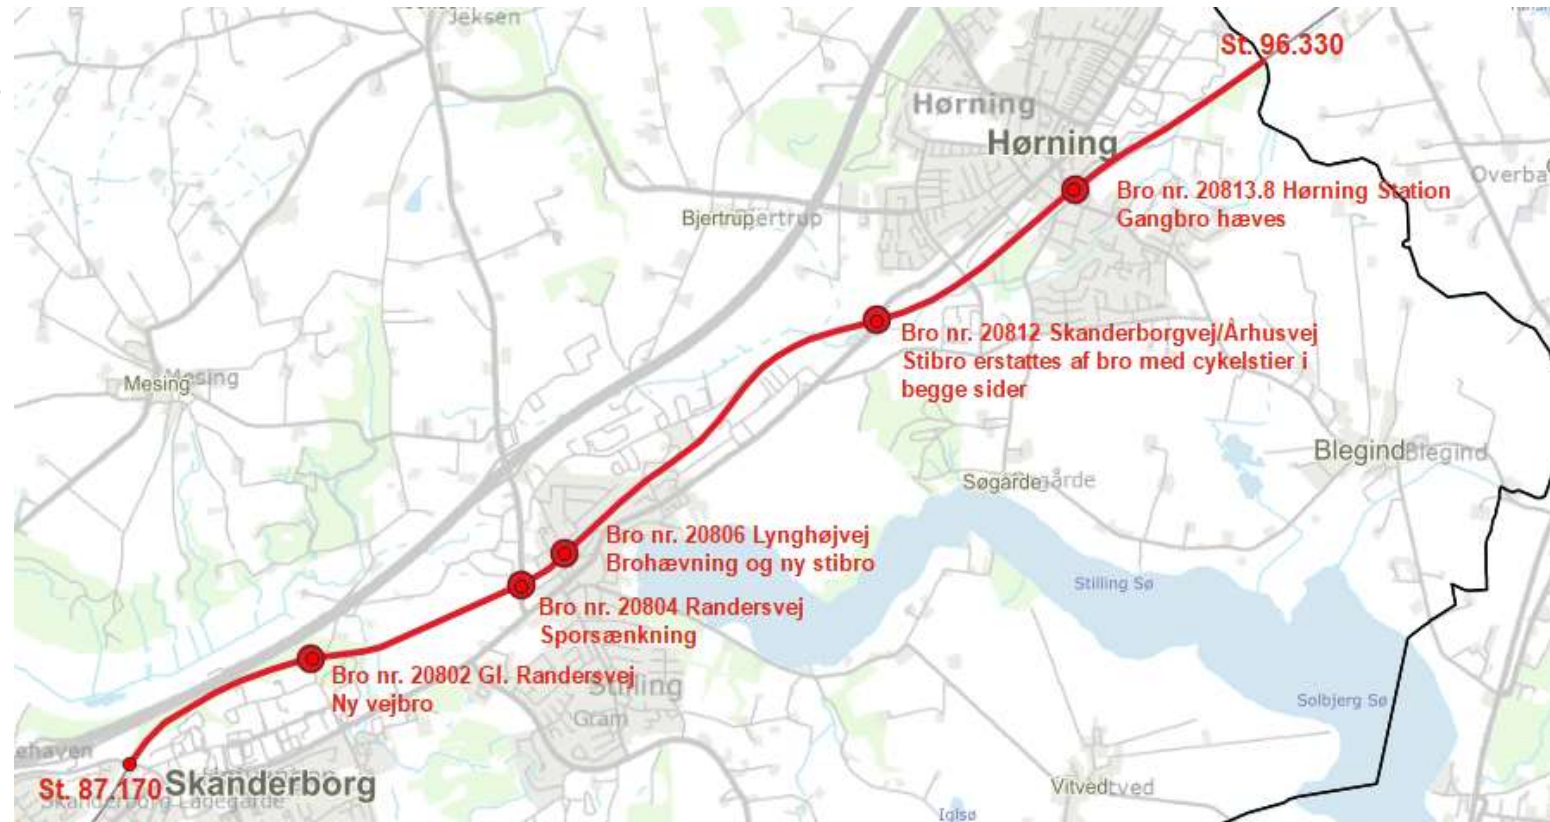 Jeksen
St. 96.330
Hørning
Hørning
Overba
Bro nr. 20813.8 Hørning Station
Gangbro hæves
Bjertrup
Mesing
Mesing
Bro nr. 20812 Skanderborgvej/Århusvej
Stibro erstattes af bro med cykelstier i
begge sider
Blegind
Blegind
Søgårde
Bro nr. 20806 Lynghøjvej
Brohævning og ny stibro
Stilling Sø
Bro nr. 20804 Randersvej
Sporsænkning
Bro nr. 20802 Gl. Randersvej
Ny vejbro
Stilling
Gram
Solbjerg Sø
ehaven
St. 87.170
Skanderborg
Vitved
Iglsø